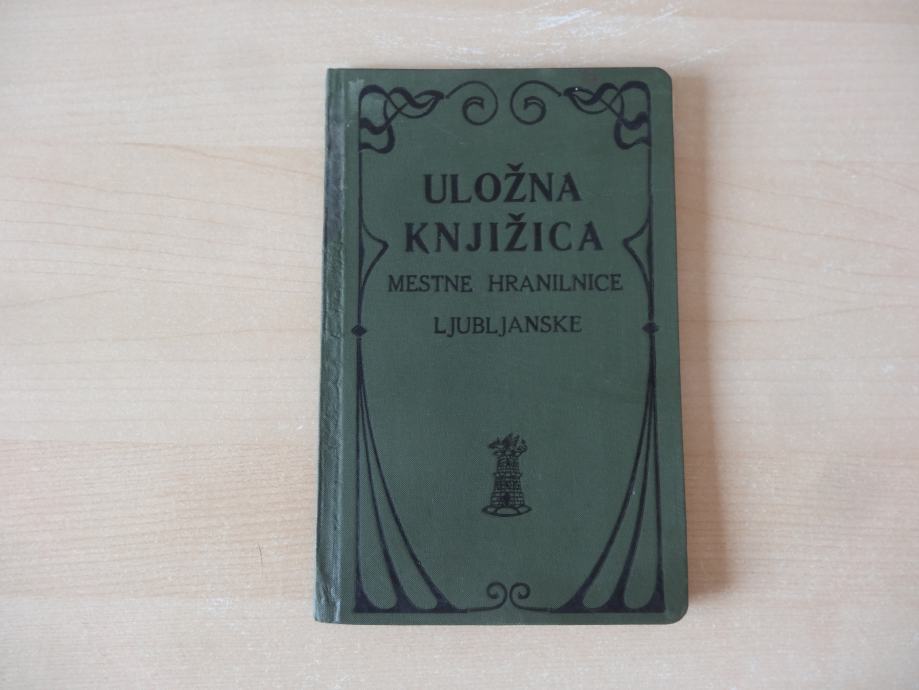 ULOŽNA
KNJIŽICA
MESTNE HRANILNICE
LJUBLJANSKE